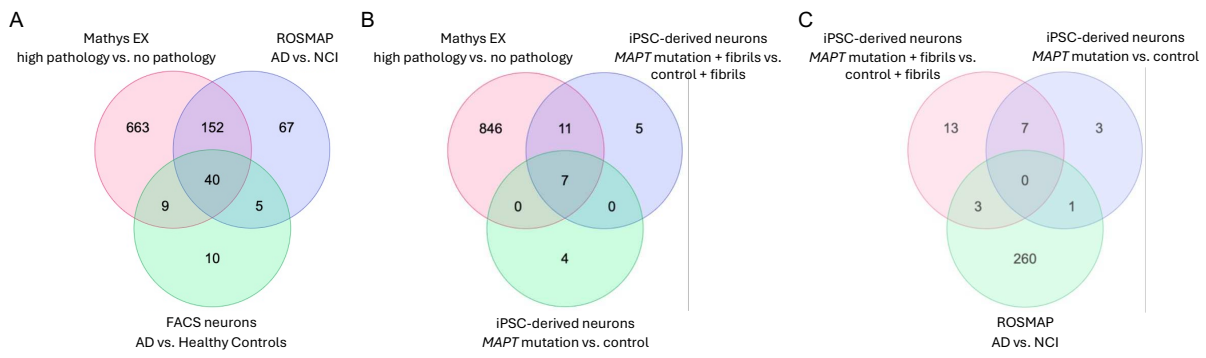 A
Mathys EX
high pathology vs. no pathology
ROSMAP
AD vs. NCI
663
152
67
40
9
5
10
FACS neurons
AD vs. Healthy Controls
B
Mathys EX
high pathology vs. no pathology
iPSC-derived neurons
MAPT mutation + fibrils vs.
control + fibrils
846
11
5
7
0
0
4
iPSC-derived neurons
MAPT mutation vs. control
C
iPSC-derived neurons
MAPT mutation + fibrils vs.
control + fibrils
iPSC-derived neurons
MAPT mutation vs. control
13
7
3
0
3
1
260
ROSMAP
AD vs. NCI